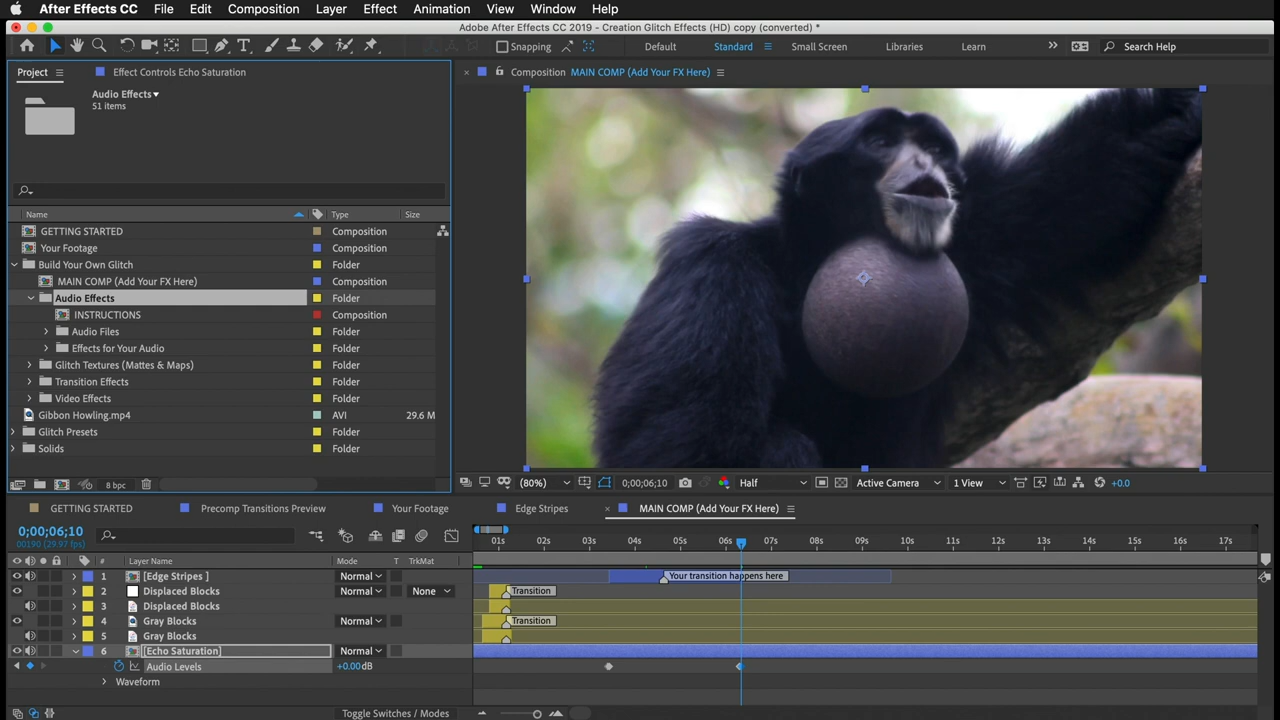 After Effects CC File Edit Composition Layer Effect Animation View Window Help
Adobe After Effects CC 2019 - Creation Glitch Effects (HD) copy (converted) *
Snapping Default Standard Small Screen Libraries Learn Search Help
Project Effect Controls Echo Saturation
Composition MAIN COMP (Add Your FX Here)
Audio Effects
51 items
Name Type Size
GETTING STARTED Composition
Your Footage Composition
Build Your Own Glitch Folder
MAIN COMP (Add Your FX Here) Composition
Audio Effects Folder
INSTRUCTIONS Composition
Audio Files Folder
Effects for Your Audio Folder
Glitch Textures (Mattes & Maps) Folder
Transition Effects Folder
Video Effects Folder
Gibbon Howling.mp4 AVI 29.6 M
Glitch Presets Folder
Solids Folder
8 bpc
(80%) 0;00;06;10 Half Active Camera 1 View +0.0
GETTING STARTED Precomp Transitions Preview Your Footage Edge Stripes MAIN COMP (Add Your FX Here)
0;00;06;10
00190 (29.97 fps)
01s 02s 03s 04s 05s 06s 07s 08s 09s 10s 11s 12s 13s 14s 15s 16s 17s
# Layer Name Mode T TrkMat
1 [Edge Stripes ] Normal Your transition happens here
2 Displaced Blocks Normal None Transition
3 Displaced Blocks
4 Gray Blocks Normal Transition
5 Gray Blocks
6 [Echo Saturation] Normal
Audio Levels +0.00 dB
Waveform
Toggle Switches / Modes